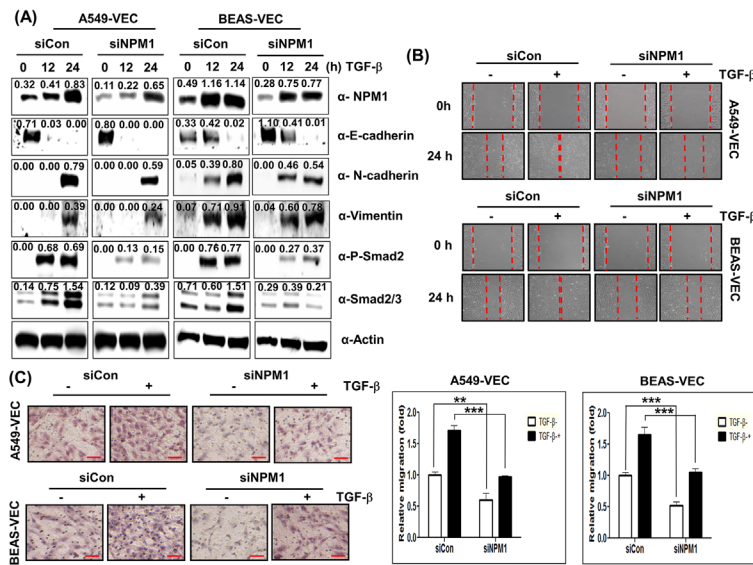 (A)
A549-VEC
BEAS-VEC
siCon
siNPM1
siCon
siNPM1
0 12 24 0 12 24 0 12 24 0 12 24 (h) TGF-β
0.32 0.41 0.83 0.11 0.22 0.65 0.49 1.16 1.14 0.28 0.75 0.77
α- NPM1
0.71 0.03 0.00 0.80 0.00 0.00 0.33 0.42 0.02 1.10 0.41 0.01
α-E-cadherin
0.00 0.00 0.79 0.00 0.00 0.59 0.05 0.39 0.80 0.00 0.46 0.54
α- N-cadherin
0.00 0.00 0.39 0.00 0.00 0.24 0.07 0.71 0.91 0.04 0.60 0.78
α-Vimentin
0.00 0.68 0.69 0.00 0.13 0.15 0.00 0.76 0.77 0.00 0.27 0.37
α-P-Smad2
0.14 0.75 1.54 0.12 0.09 0.39 0.71 0.60 1.51 0.29 0.39 0.21
α-Smad2/3
α-Actin
(B)
siCon
siNPM1
- + - + TGF-β
0h
24 h
A549-VEC
siCon
siNPM1
- + - + TGF-β
0 h
24 h
BEAS-VEC
(C)
siCon
siNPM1
- + - + TGF-β
A549-VEC
siCon
siNPM1
- + - + TGF-β
BEAS-VEC
A549-VEC
Relative migration (fold)
2.0
1.5
1.0
0.5
0.0
**
***
TGF-β-
TGF-β-+
siCon
siNPM1
BEAS-VEC
Relative migration (fold)
2.0
1.5
1.0
0.5
0.0
***
***
TGF-β-
TGF-β-+
siCon
siNPM1